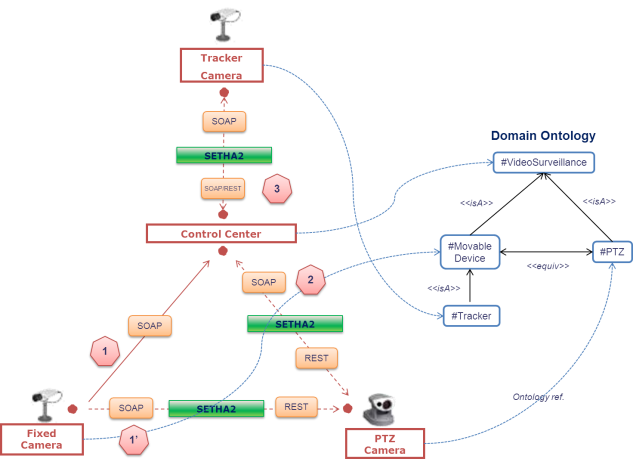 Tracker
Camera
SOAP
SETHA2
SOAP/REST
3
Control Center
Domain Ontology
#VideoSurveillance
<<isA>>
<<isA>>
#Movable
Device
#PTZ
<<equiv>>
<<isA>>
#Tracker
SOAP
2
SETHA2
SOAP
1
REST
Ontology ref.
SOAP
SETHA2
REST
Fixed
Camera
1'
PTZ
Camera